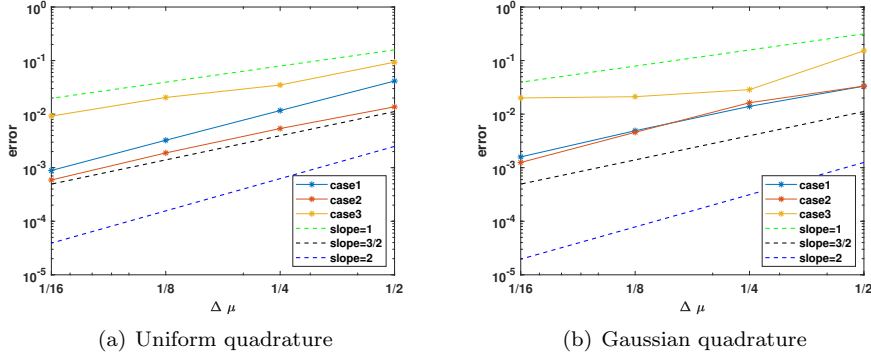 10^0
10^-1
10^-2
10^-3
10^-4
10^-5
error
case1
case2
case3
slope=1
slope=3/2
slope=2
1/16
1/8
1/4
1/2
Δ μ
(a) Uniform quadrature
10^0
10^-1
10^-2
10^-3
10^-4
10^-5
error
case1
case2
case3
slope=1
slope=3/2
slope=2
1/16
1/8
1/4
1/2
Δ μ
(b) Gaussian quadrature